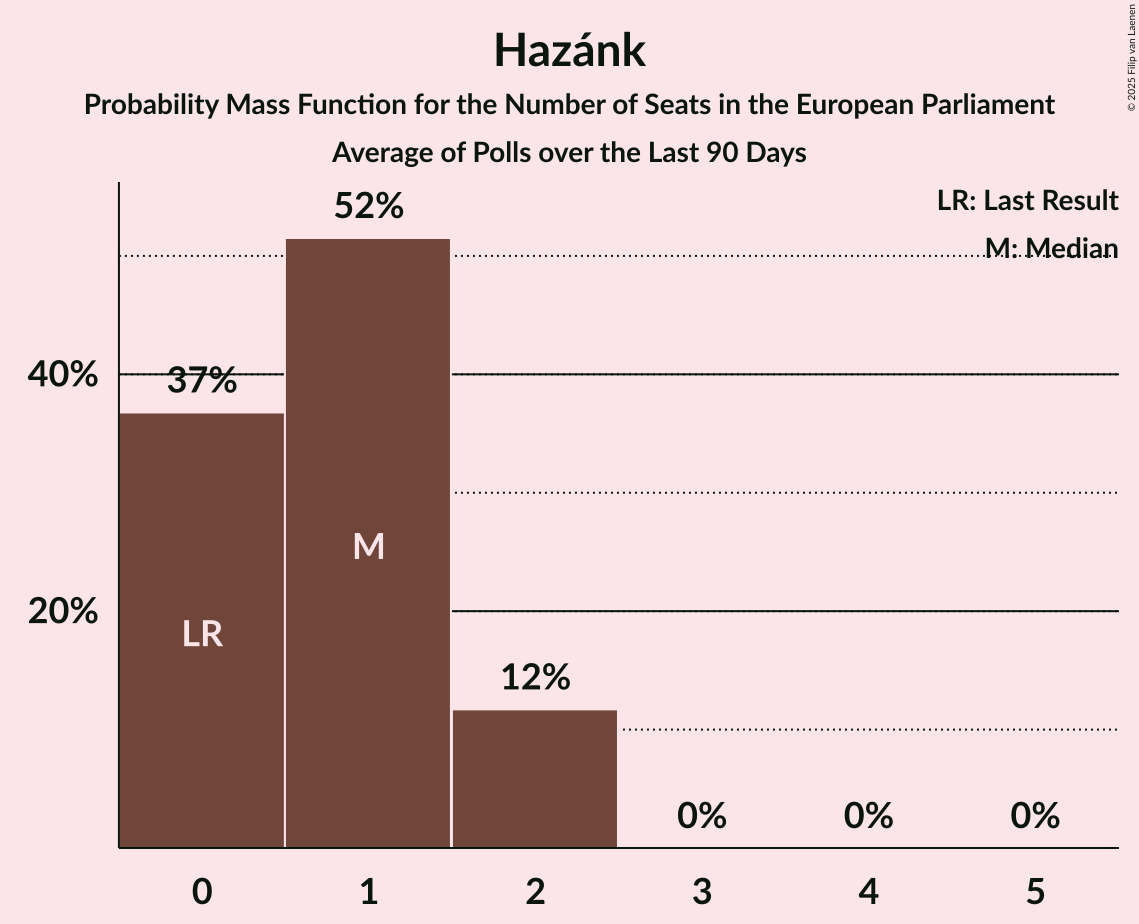 Hazánk
Probability Mass Function for the Number of Seats in the European Parliament
Average of Polls over the Last 90 Days
© 2025 Filip van Laenen
LR: Last Result
M: Median
52%
40%
37%
M
20%
LR
12%
0% 0% 0%
0 1 2 3 4 5